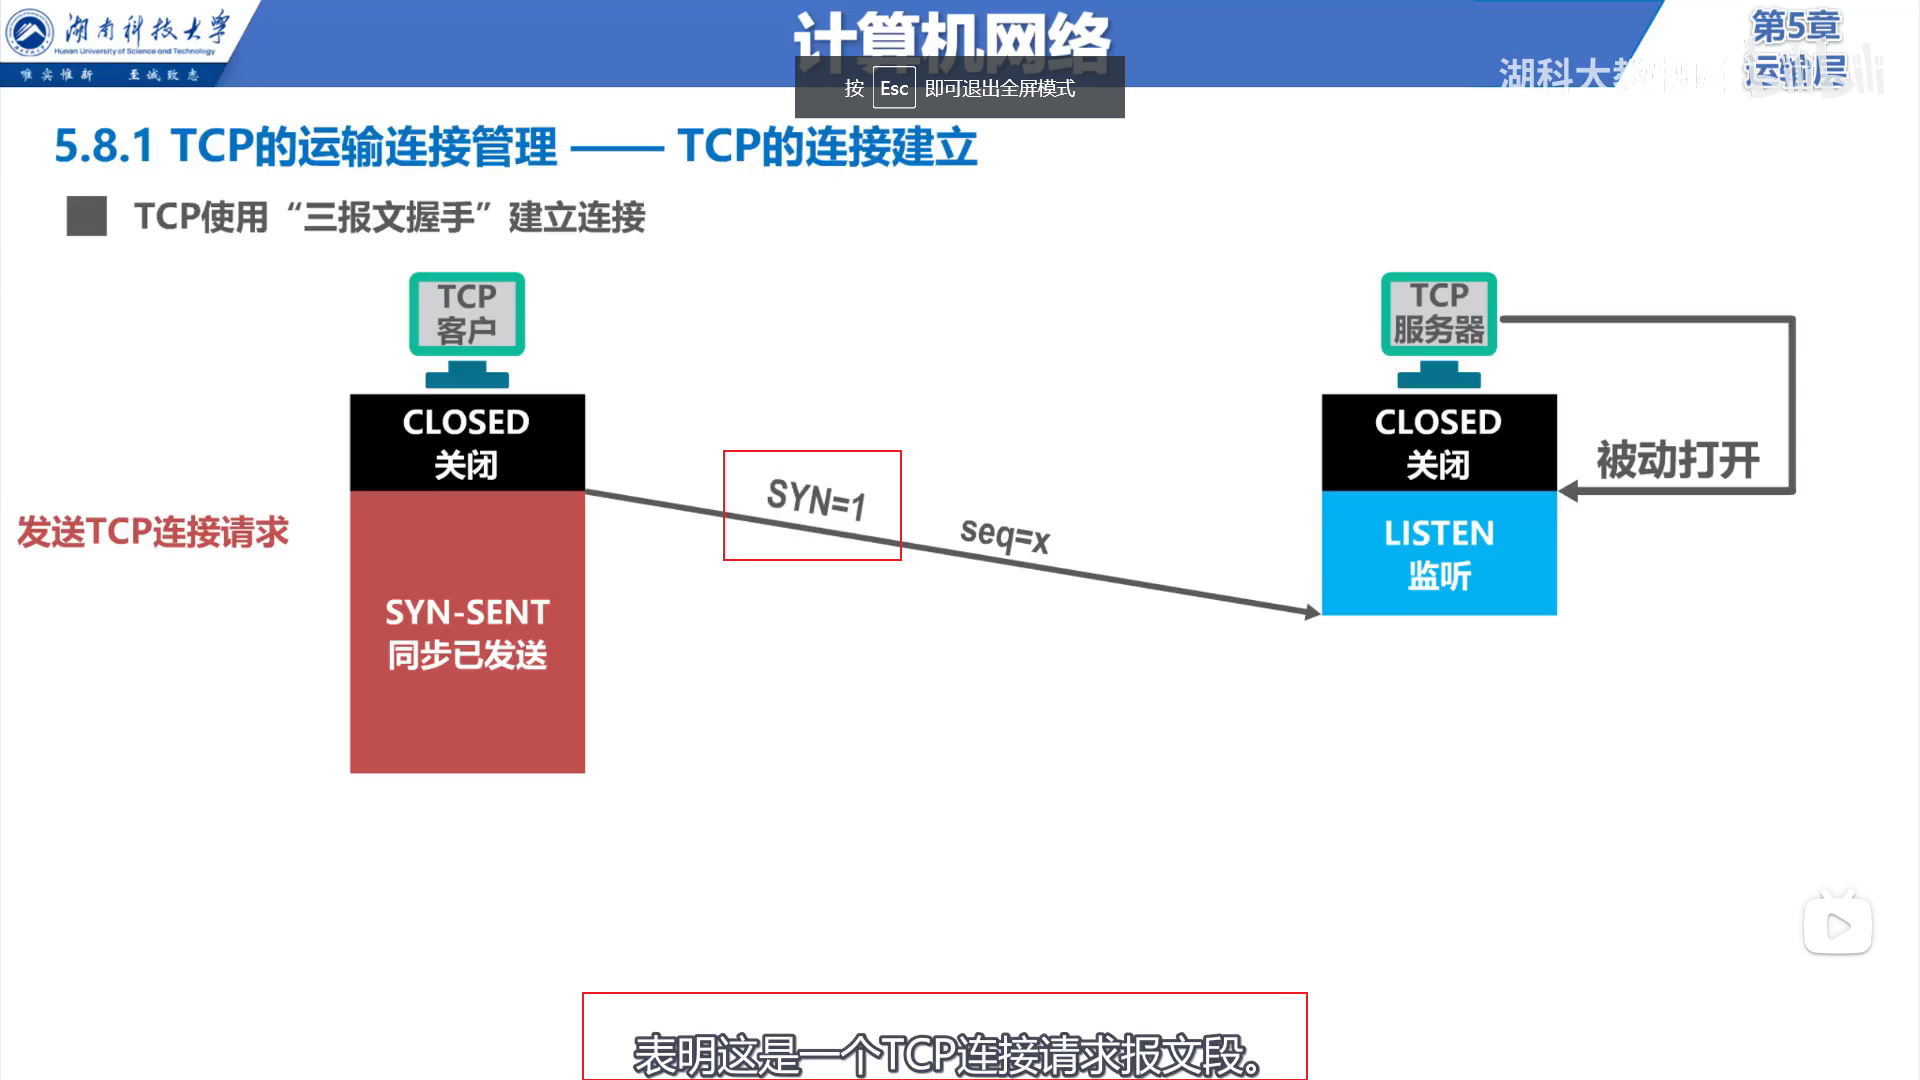 湖南科技大学
Hunan University of Science and Technology
唯实惟新 至诚致志
计算机网络
第5章
运输层
湖科大教
按 Esc 即可退出全屏模式
5.8.1 TCP的运输连接管理 —— TCP的连接建立
TCP使用“三报文握手”建立连接
TCP
客户
TCP
服务器
CLOSED
关闭
CLOSED
关闭
被动打开
SYN=1
seq=x
发送TCP连接请求
LISTEN
监听
SYN-SENT
同步已发送
表明这是一个TCP连接请求报文段。